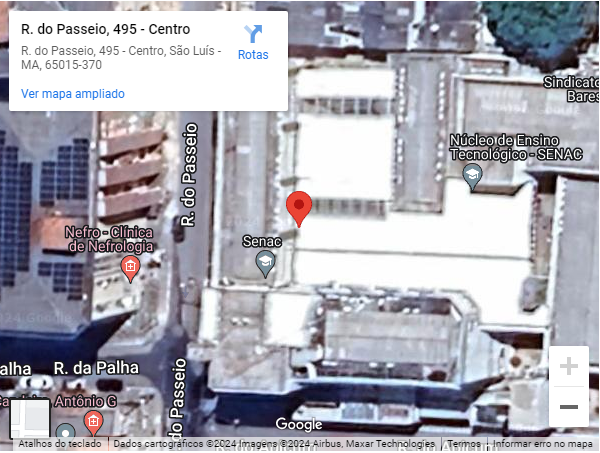 R. do Passeio, 495 - Centro
R. do Passeio, 495 - Centro, São Luís -
MA, 65015-370
Rotas
Ver mapa ampliado
Sindicato
Bares
R. do Passeio
Núcleo de Ensino
Tecnológico - SENAC
Nefro - Clínica
de Nefrologia
Senac
alha
R. da Palha
do Passeio
Antônio G
Google
Atalhos do teclado
Dados cartográficos ©2024 Imagens ©2024 Airbus, Maxar Technologies
Termos
Informar erro no mapa